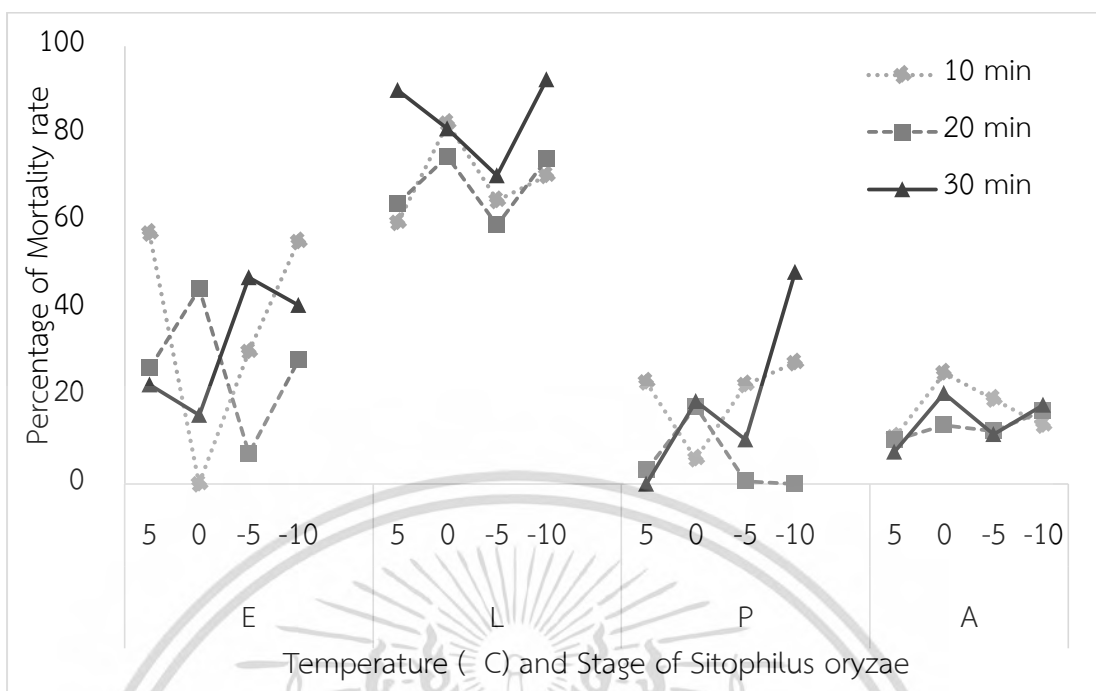 100
80
60
40
20
0
Percentage of Mortality rate
10 min
20 min
30 min
5 0 -5 -10 5 0 -5 -10 5 0 -5 -10 5 0 -5 -10
E L P A
Temperature ( C) and Stage of Sitophilus oryzae